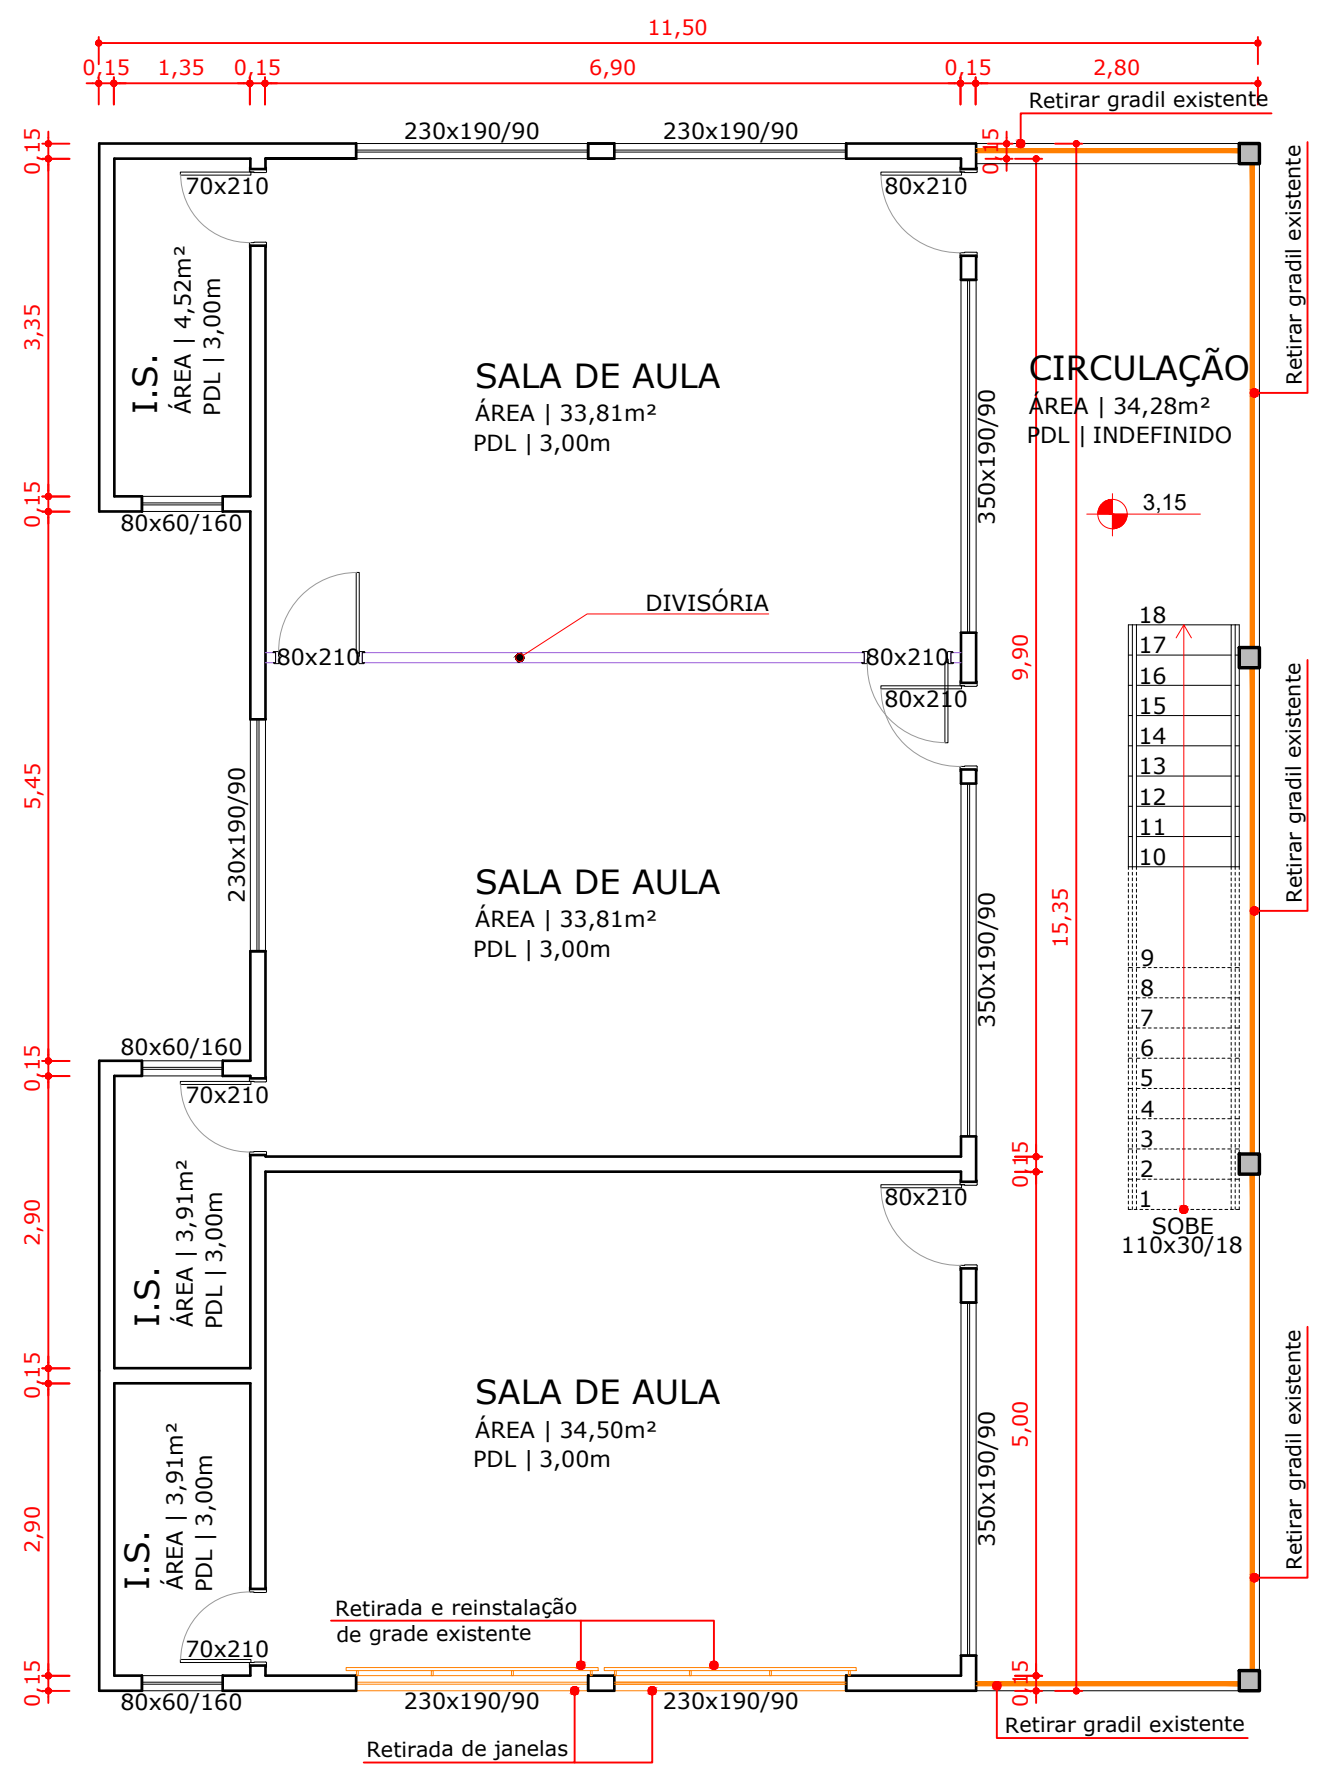 11,50
0,15 1,35 0,15 6,90 0,15 2,80
Retirar gradil existente
230x190/90 230x190/90
0,15
0,15
70x210
80x210
Retirar gradil existente
3,35
I.S.
ÁREA | 4,52m²
PDL | 3,00m
SALA DE AULA
ÁREA | 33,81m²
PDL | 3,00m
CIRCULAÇÃO
ÁREA | 34,28m²
PDL | INDEFINIDO
350x190/90
3,15
0,15
80x60/160
DIVISÓRIA
80x210
80x210
80x210
9,90
18
17
16
15
14
13
12
11
10
9
8
7
6
5
4
3
2
1
SOBE
110x30/18
Retirar gradil existente
5,45
230x190/90
SALA DE AULA
ÁREA | 33,81m²
PDL | 3,00m
350x190/90
15,35
0,15
80x60/160
70x210
0,15
80x210
2,90
I.S.
ÁREA | 3,91m²
PDL | 3,00m
0,15
SALA DE AULA
ÁREA | 34,50m²
PDL | 3,00m
350x190/90
5,00
Retirar gradil existente
2,90
I.S.
ÁREA | 3,91m²
PDL | 3,00m
Retirada e reinstalação
de grade existente
70x210
0,15
80x60/160
230x190/90 230x190/90
0,15
Retirar gradil existente
Retirada de janelas